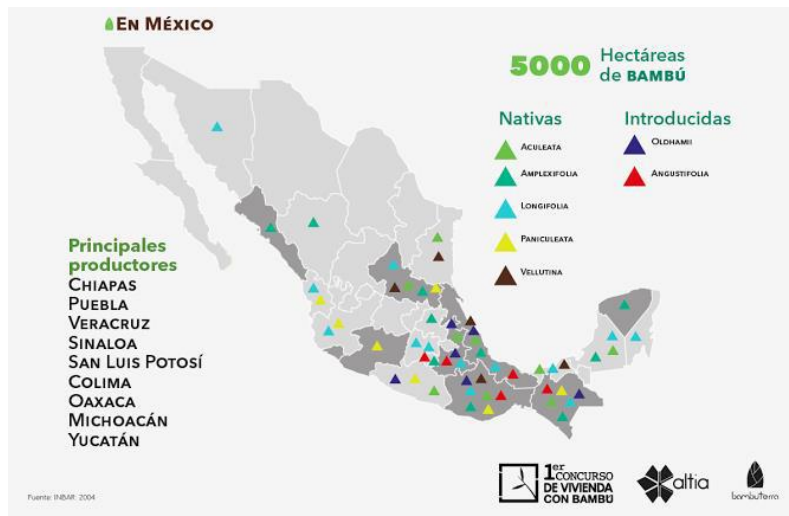 EN MÉXICO
5000 Hectáreas
de BAMBÚ
Nativas
ACULEATA
AMPLEXIFOLIA
LONGIFOLIA
PANICULEATA
VELLUTINA
Introducidas
OLDHAMII
ANGUSTIFOLIA
Principales
productores
CHIAPAS
PUEBLA
VERACRUZ
SINALOA
SAN LUIS POTOSÍ
COLIMA
OAXACA
MICHOACÁN
YUCATÁN
Fuente: INBAR. 2004
1er
CONCURSO
DE VIVIENDA
CON BAMBÚ
altia
bambuterra